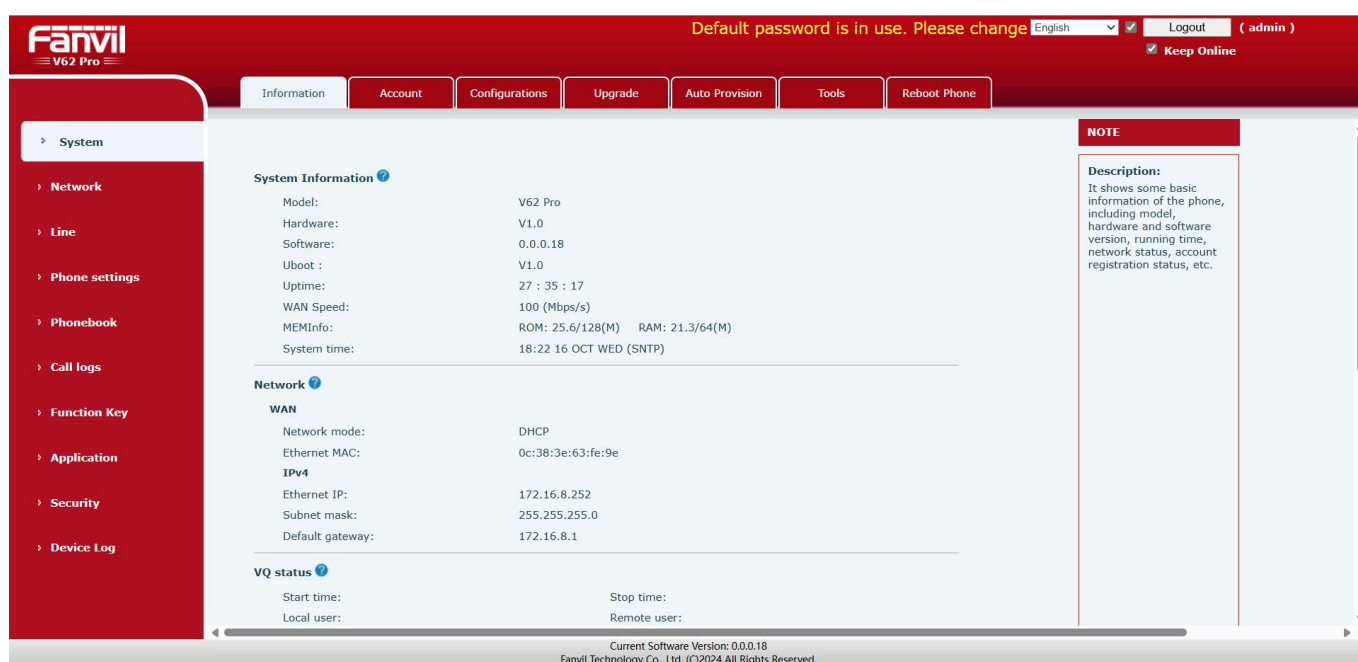 Fanvil
V62 Pro
Default password is in use. Please change English Logout ( admin )
Keep Online
Information Account Configurations Upgrade Auto Provision Tools Reboot Phone
System
Network
Line
Phone settings
Phonebook
Call logs
Function Key
Application
Security
Device Log
System Information
Model: V62 Pro
Hardware: V1.0
Software: 0.0.0.18
Uboot : V1.0
Uptime: 27 : 35 : 17
WAN Speed: 100 (Mbps/s)
MEMInfo: ROM: 25.6/128(M) RAM: 21.3/64(M)
System time: 18:22 16 OCT WED (SNTP)
Network
WAN
Network mode: DHCP
Ethernet MAC: 0c:38:3e:63:fe:9e
IPv4
Ethernet IP: 172.16.8.252
Subnet mask: 255.255.255.0
Default gateway: 172.16.8.1
VQ status
Start time: Stop time:
Local user: Remote user:
NOTE
Description:
It shows some basic
information of the phone,
including model,
hardware and software
version, running time,
network status, account
registration status, etc.
Current Software Version: 0.0.0.18
Fanvil Technology Co., Ltd. (C)2024 All Rights Reserved.